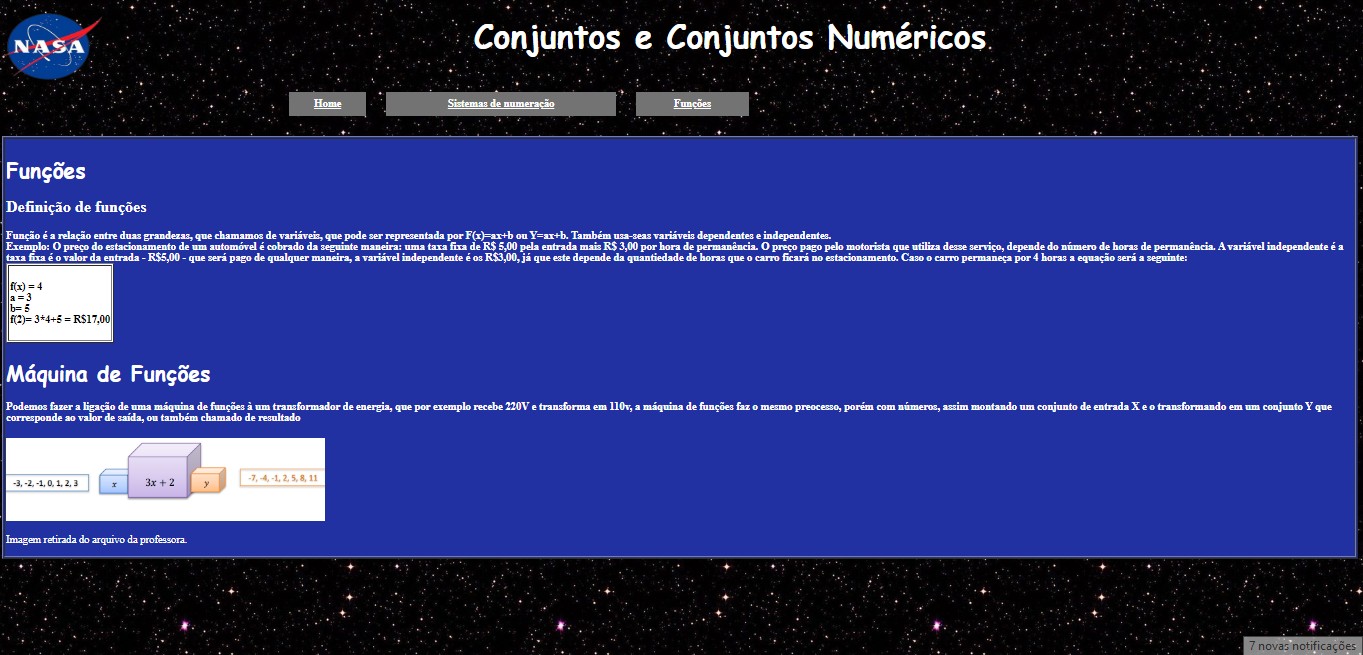 NASA
Conjuntos e Conjuntos Numéricos
Home
Sistemas de numeração
Funções
Funções
Definição de funções
Função é a relação entre duas grandezas, que chamamos de variáveis, que pode ser representada por F(x)=ax+b ou Y=ax+b. Também usa-seas variáveis dependentes e independentes.
Exemplo: O preço do estacionamento de um automóvel é cobrado da seguinte maneira: uma taxa fixa de R$ 5,00 pela entrada mais R$ 3,00 por hora de permanência. O preço pago pelo motorista que utiliza desse serviço, depende do número de horas de permanência. A variável independente é a
taxa fixa é o valor da entrada - R$5,00 - que será pago de qualquer maneira, a variável independente é os R$3,00, já que este depende da quantiedade de horas que o carro ficará no estacionamento. Caso o carro permaneça por 4 horas a equação será a seguinte:
f(x) = 4
a = 3
b= 5
f(2)= 3*4+5 = R$17,00
Máquina de Funções
Podemos fazer a ligação de uma máquina de funções à um transformador de energia, que por exemplo recebe 220V e transforma em 110v, a máquina de funções faz o mesmo preocesso, porém com números, assim montando um conjunto de entrada X e o transformando em um conjunto Y que
corresponde ao valor de saída, ou também chamado de resultado
-3, -2, -1, 0, 1, 2, 3
x
3x + 2
y
-7, -4, -1, 2, 5, 8, 11
Imagem retirada do arquivo da professora.
7 novas notificações